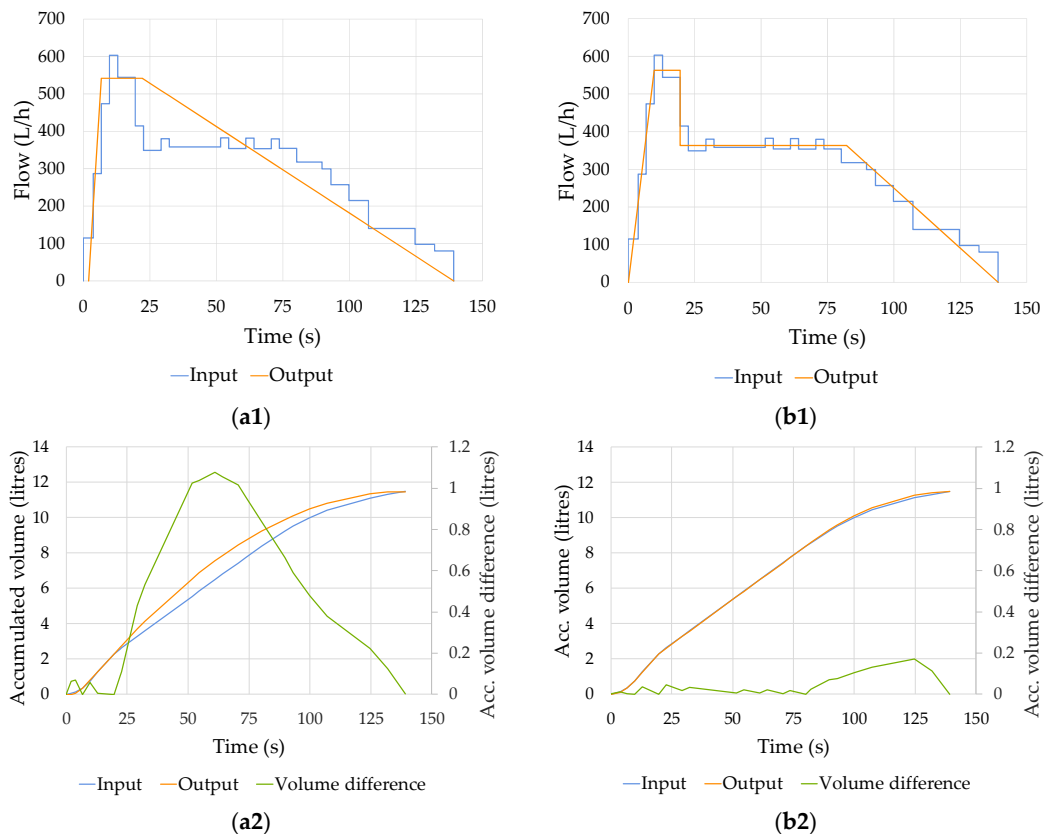 700
600
500
400
300
200
100
0
Flow (L/h)
0 25 50 75 100 125 150
Time (s)
Input Output
(a1)
700
600
500
400
300
200
100
0
Flow (L/h)
0 25 50 75 100 125 150
Time (s)
Input Output
(b1)
14
12
10
8
6
4
2
0
Accumulated volume (litres)
1.2
1
0.8
0.6
0.4
0.2
0
Acc. volume difference (litres)
0 25 50 75 100 125 150
Time (s)
Input Output Volume difference
(a2)
14
12
10
8
6
4
2
0
Acc. volume (litres)
1.2
1
0.8
0.6
0.4
0.2
0
Acc. volume difference (litres)
0 25 50 75 100 125 150
Time (s)
Input Output Volume difference
(b2)